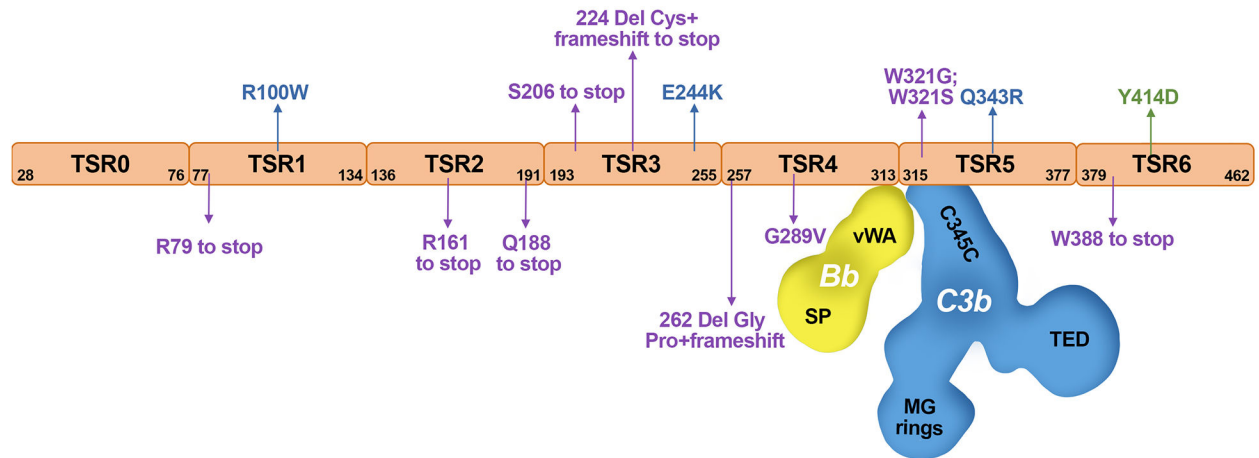 224 Del Cys+
frameshift to stop
R100W
S206 to stop
E244K
W321G;
W321S
Q343R
Y414D
TSR0
28
76
TSR1
77
134
TSR2
136
191
TSR3
193
255
TSR4
257
313
TSR5
315
377
TSR6
379
462
R79 to stop
R161
to stop
Q188
to stop
262 Del Gly
Pro+frameshift
G289V
vWA
Bb
SP
C345C
C3b
TED
MG
rings
W388 to stop